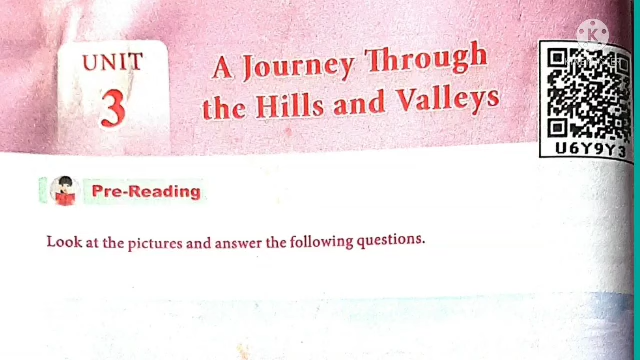 UNIT
3
A Journey Through
the Hills and Valleys
U6Y9Y3
Pre-Reading
Look at the pictures and answer the following questions.